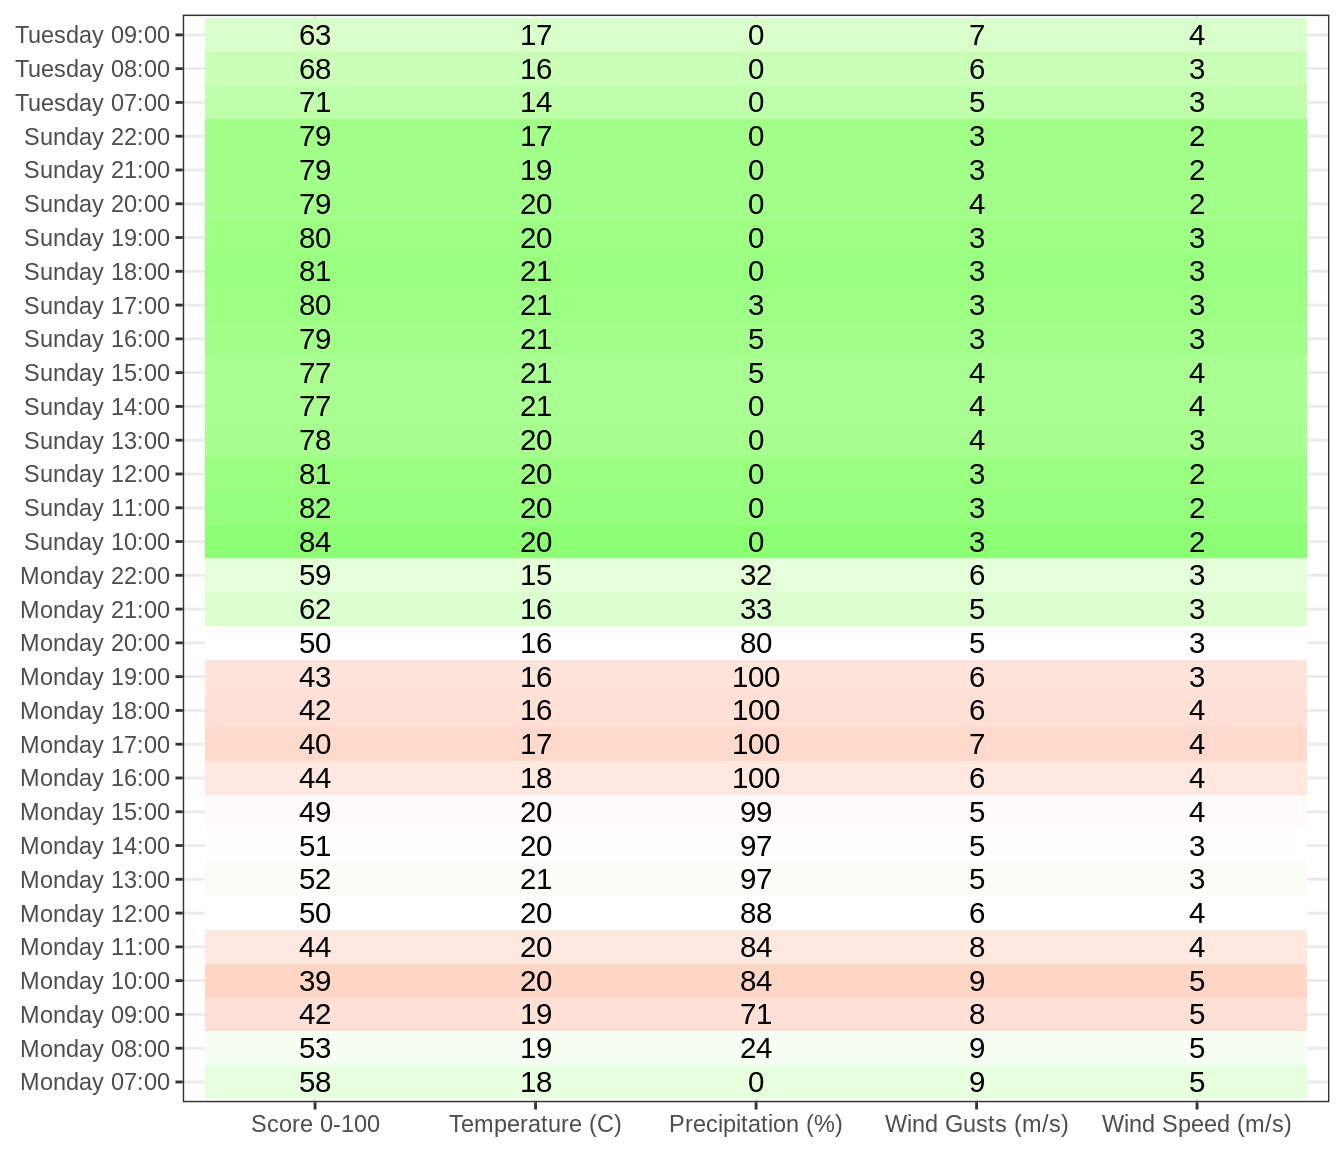 Tuesday 09:00 63 17 0 7 4
Tuesday 08:00 68 16 0 6 3
Tuesday 07:00 71 14 0 5 3
Sunday 22:00 79 17 0 3 2
Sunday 21:00 79 19 0 3 2
Sunday 20:00 79 20 0 4 2
Sunday 19:00 80 20 0 3 3
Sunday 18:00 81 21 0 3 3
Sunday 17:00 80 21 3 3 3
Sunday 16:00 79 21 5 3 3
Sunday 15:00 77 21 5 4 4
Sunday 14:00 77 21 0 4 4
Sunday 13:00 78 20 0 4 3
Sunday 12:00 81 20 0 3 2
Sunday 11:00 82 20 0 3 2
Sunday 10:00 84 20 0 3 2
Monday 22:00 59 15 32 6 3
Monday 21:00 62 16 33 5 3
Monday 20:00 50 16 80 5 3
Monday 19:00 43 16 100 6 3
Monday 18:00 42 16 100 6 4
Monday 17:00 40 17 100 7 4
Monday 16:00 44 18 100 6 4
Monday 15:00 49 20 99 5 4
Monday 14:00 51 20 97 5 3
Monday 13:00 52 21 97 5 3
Monday 12:00 50 20 88 6 4
Monday 11:00 44 20 84 8 4
Monday 10:00 39 20 84 9 5
Monday 09:00 42 19 71 8 5
Monday 08:00 53 19 24 9 5
Monday 07:00 58 18 0 9 5
Score 0-100 Temperature (C) Precipitation (%) Wind Gusts (m/s) Wind Speed (m/s)